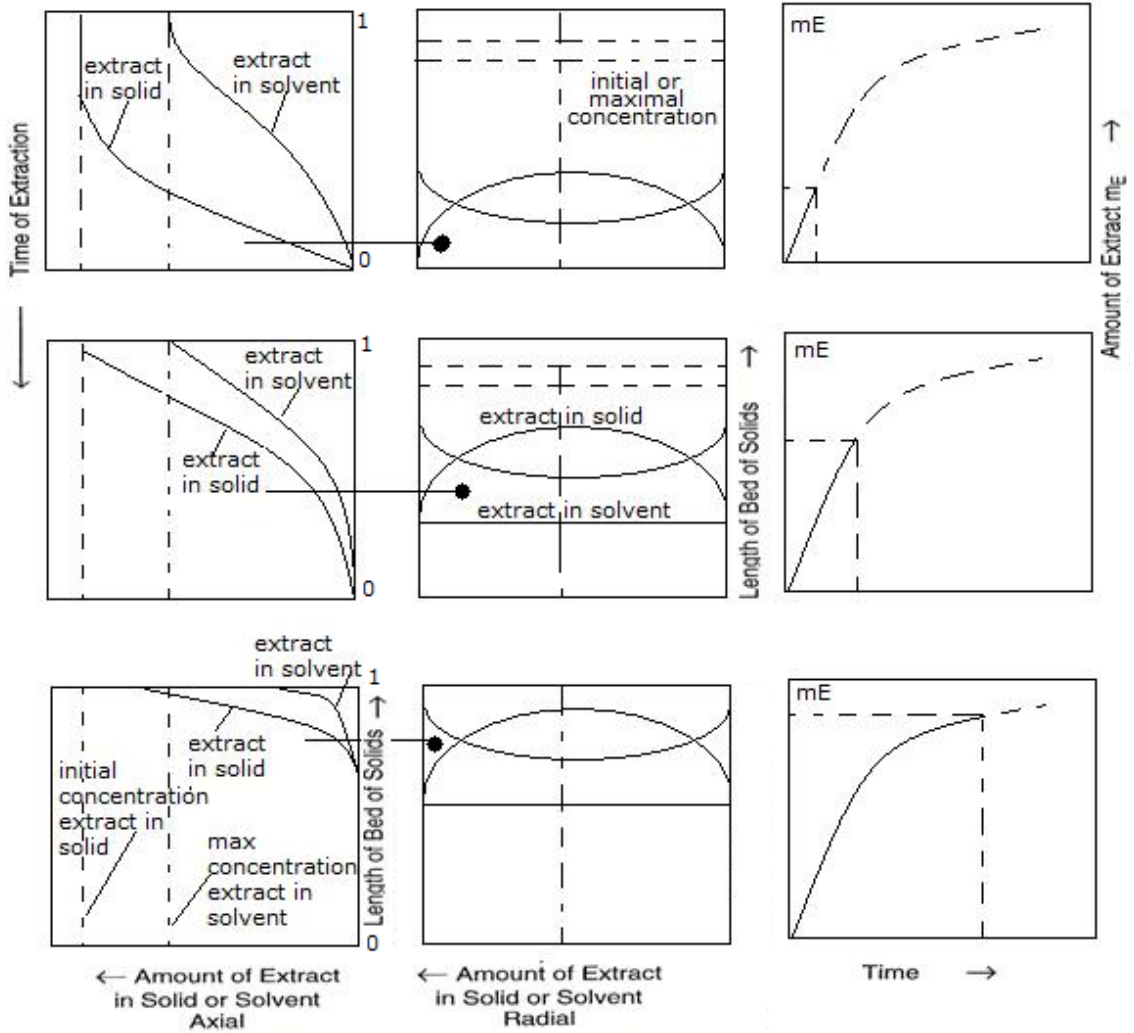 1
extract
in solid
extract
in solvent
0
Time of Extraction
initial or
maximal
concentration
mE
Amount of Extract mE
extract
in solvent
extract
in solid
1
0
extract in solid
extract in solvent
Length of Bed of Solids
mE
extract
in solvent
1
extract
in solid
initial
concentration
extract in
solid
max
concentration
extract in
solvent
0
Length of Bed of Solids
mE
← Amount of Extract
in Solid or Solvent
Axial
← Amount of Extract
in Solid or Solvent
Radial
Time →